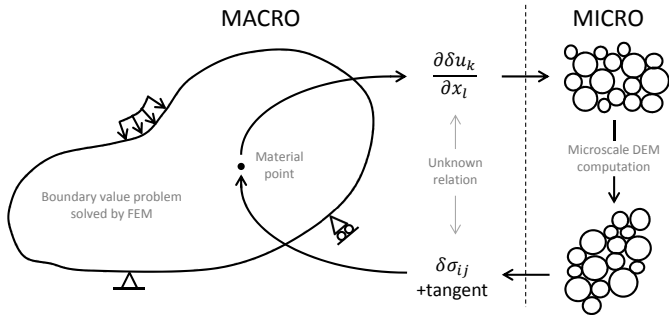 MACRO
MICRO
∂δu_k
∂x_l
Material
point
Unknown
relation
Microscale DEM
computation
Boundary value problem
solved by FEM
δσ_ij
+tangent